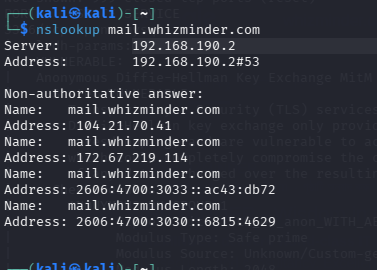 ┌──(kali㉿kali)-[~]
└─$ nslookup mail.whizminder.com
Server: 192.168.190.2
Address: 192.168.190.2#53
Non-authoritative answer:
Name: mail.whizminder.com
Address: 104.21.70.41
Name: mail.whizminder.com
Address: 172.67.219.114
Name: mail.whizminder.com
Address: 2606:4700:3033::ac43:db72
Name: mail.whizminder.com
Address: 2606:4700:3030::6815:4629
┌──(kali㉿kali)-[~]